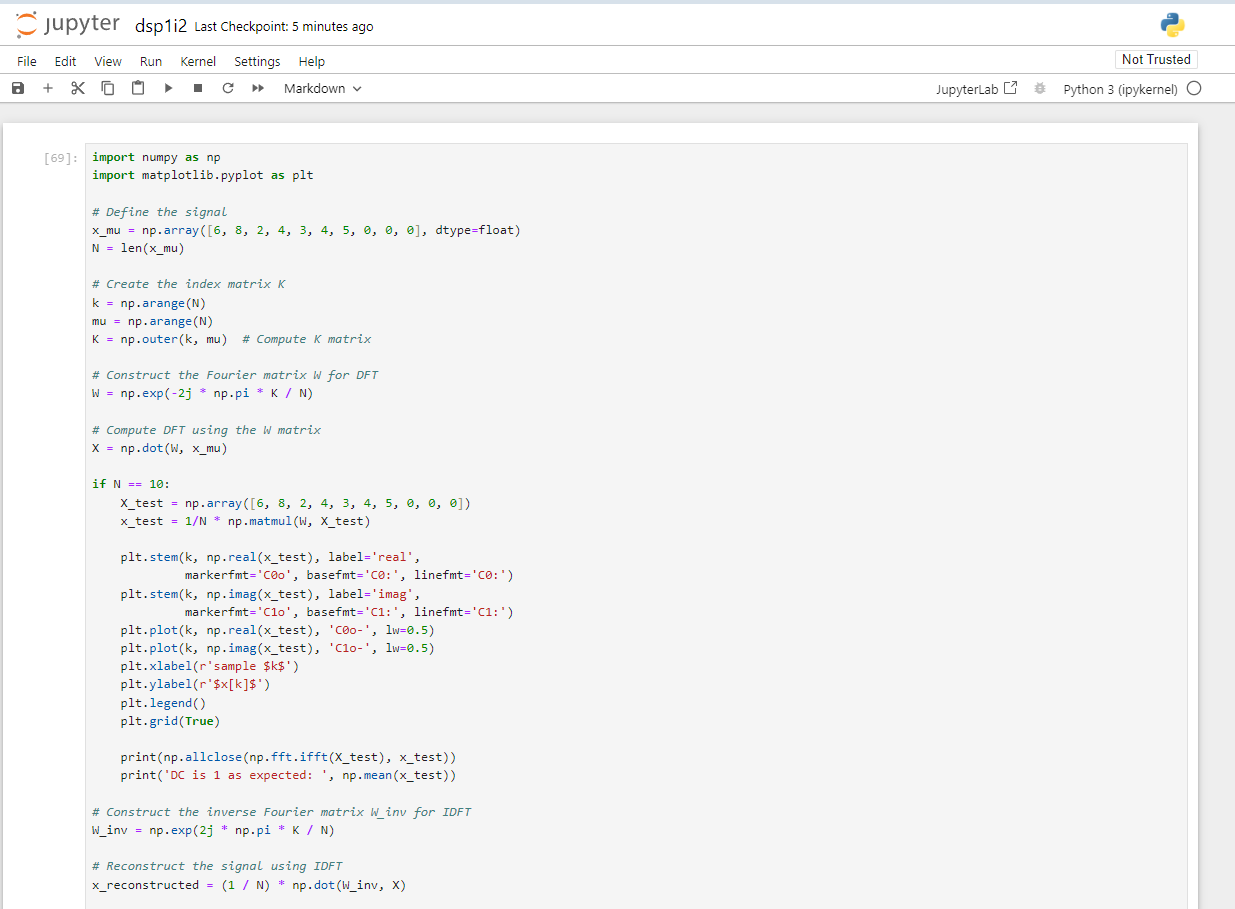 jupyter dsp1i2 Last Checkpoint: 5 minutes ago
File Edit View Run Kernel Settings Help Not Trusted
Markdown JupyterLab Python 3 (ipykernel)
[69]: import numpy as np
import matplotlib.pyplot as plt
# Define the signal
x_mu = np.array([6, 8, 2, 4, 3, 4, 5, 0, 0, 0], dtype=float)
N = len(x_mu)
# Create the index matrix K
k = np.arange(N)
mu = np.arange(N)
K = np.outer(k, mu)  # Compute K matrix
# Construct the Fourier matrix W for DFT
W = np.exp(-2j * np.pi * K / N)
# Compute DFT using the W matrix
X = np.dot(W, x_mu)
if N == 10:
    X_test = np.array([6, 8, 2, 4, 3, 4, 5, 0, 0, 0])
    x_test = 1/N * np.matmul(W, X_test)
    plt.stem(k, np.real(x_test), label='real',
             markerfmt='C0o', basefmt='C0:', linefmt='C0:')
    plt.stem(k, np.imag(x_test), label='imag',
             markerfmt='C1o', basefmt='C1:', linefmt='C1:')
    plt.plot(k, np.real(x_test), 'C0o-', lw=0.5)
    plt.plot(k, np.imag(x_test), 'C1o-', lw=0.5)
    plt.xlabel(r'sample $k$')
    plt.ylabel(r'$x[k]$')
    plt.legend()
    plt.grid(True)
    print(np.allclose(np.fft.ifft(X_test), x_test))
    print('DC is 1 as expected: ', np.mean(x_test))
# Construct the inverse Fourier matrix W_inv for IDFT
W_inv = np.exp(2j * np.pi * K / N)
# Reconstruct the signal using IDFT
x_reconstructed = (1 / N) * np.dot(W_inv, X)